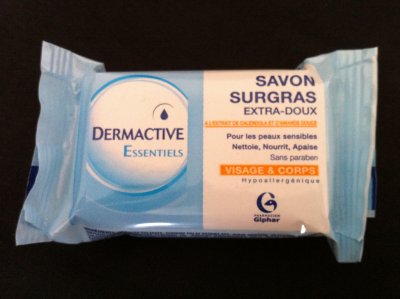 DERMACTIVE
ESSENTIELS
SAVON
SURGRAS
EXTRA-DOUX
A L'EXTRAIT DE CALENDULA ET D'AMANDE DOUCE
Pour les peaux sensibles
Nettoie, Nourrit, Apaise
Sans paraben
VISAGE & CORPS
Hypoallergénique
PHARMACIEN
Giphar